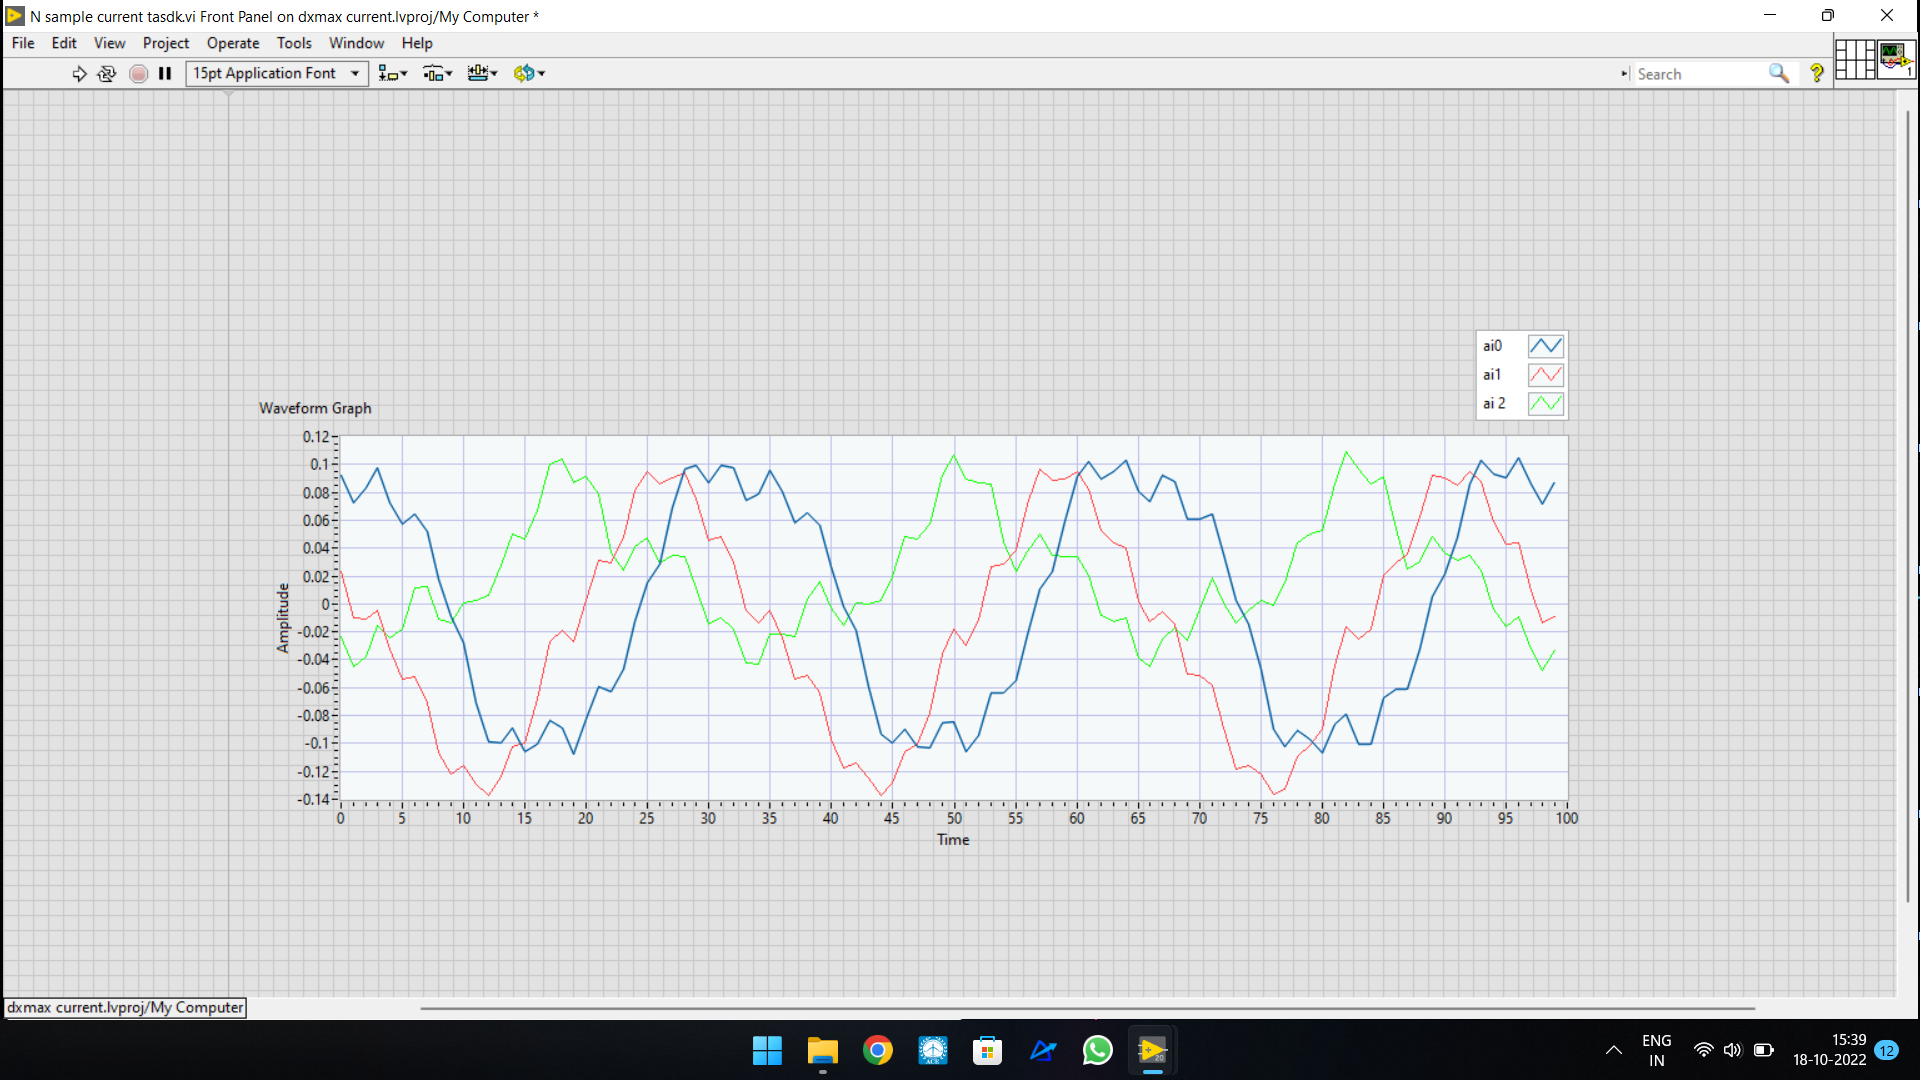 N sample current tasdk.vi Front Panel on dxmax current.lvproj/My Computer *
File Edit View Project Operate Tools Window Help
15pt Application Font
Search
?
1
ai0
ai1
ai 2
Waveform Graph
0.12
0.1
0.08
0.06
0.04
0.02
0
-0.02
-0.04
-0.06
-0.08
-0.1
-0.12
-0.14
Amplitude
0 5 10 15 20 25 30 35 40 45 50 55 60 65 70 75 80 85 90 95 100
Time
dxmax current.lvproj/My Computer
ACE
20
ENG
IN
15:39
18-10-2022
12